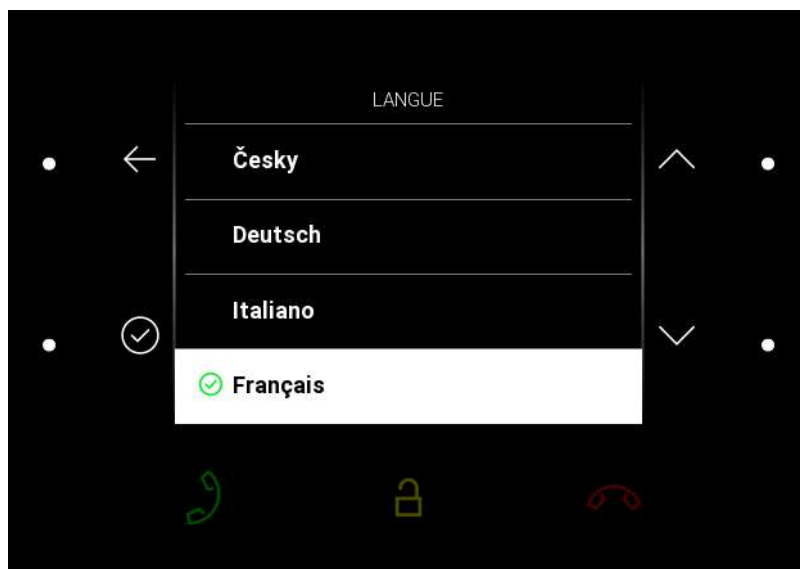 LANGUE
Česky
Deutsch
Italiano
Français